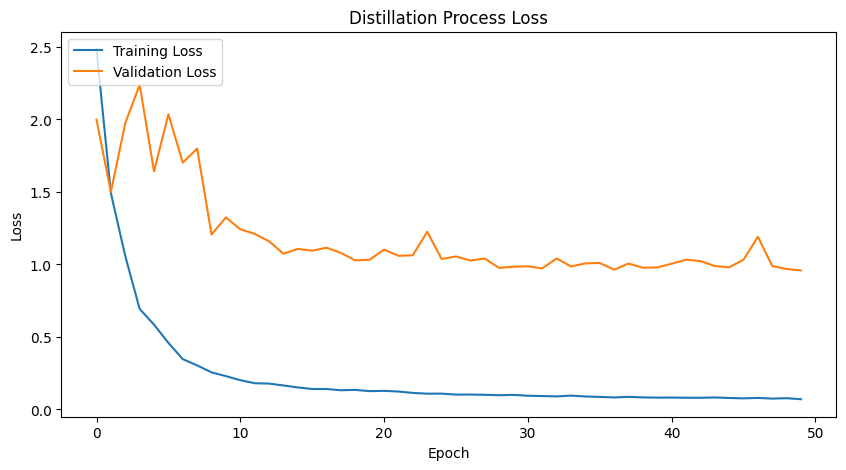 Distillation Process Loss
Training Loss
Validation Loss
Loss
2.5
2.0
1.5
1.0
0.5
0.0
0
10
20
30
40
50
Epoch